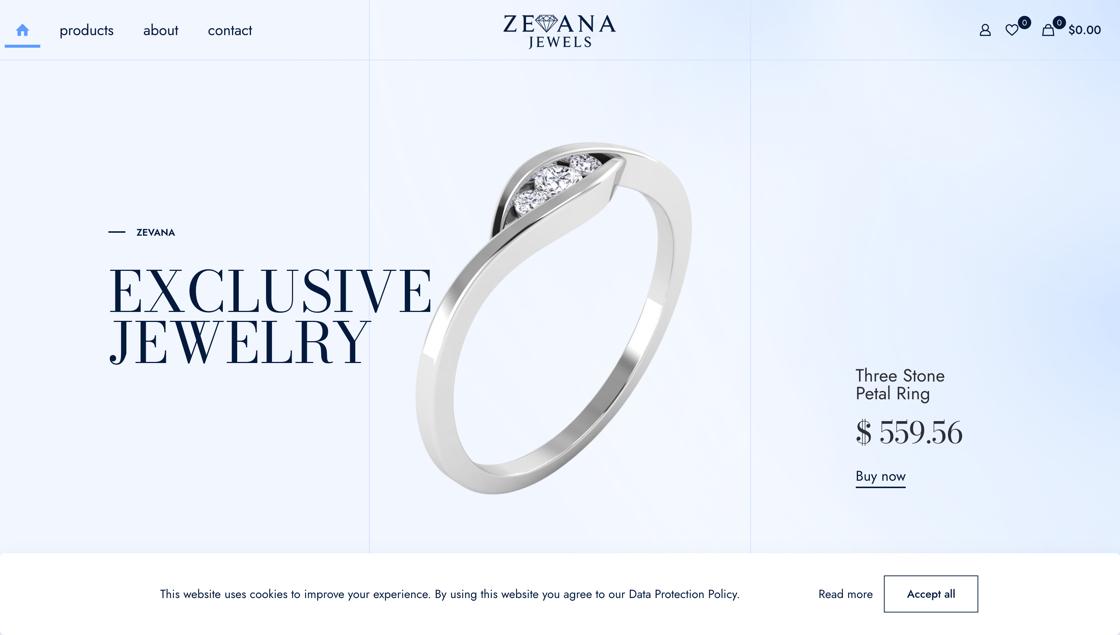 products
about
contact
ZEVANA
JEWELS
0
0
$0.00
ZEVANA
EXCLUSIVE
JEWELRY
Three Stone
Petal Ring
$ 559.56
Buy now
This website uses cookies to improve your experience. By using this website you agree to our Data Protection Policy.
Read more
Accept all